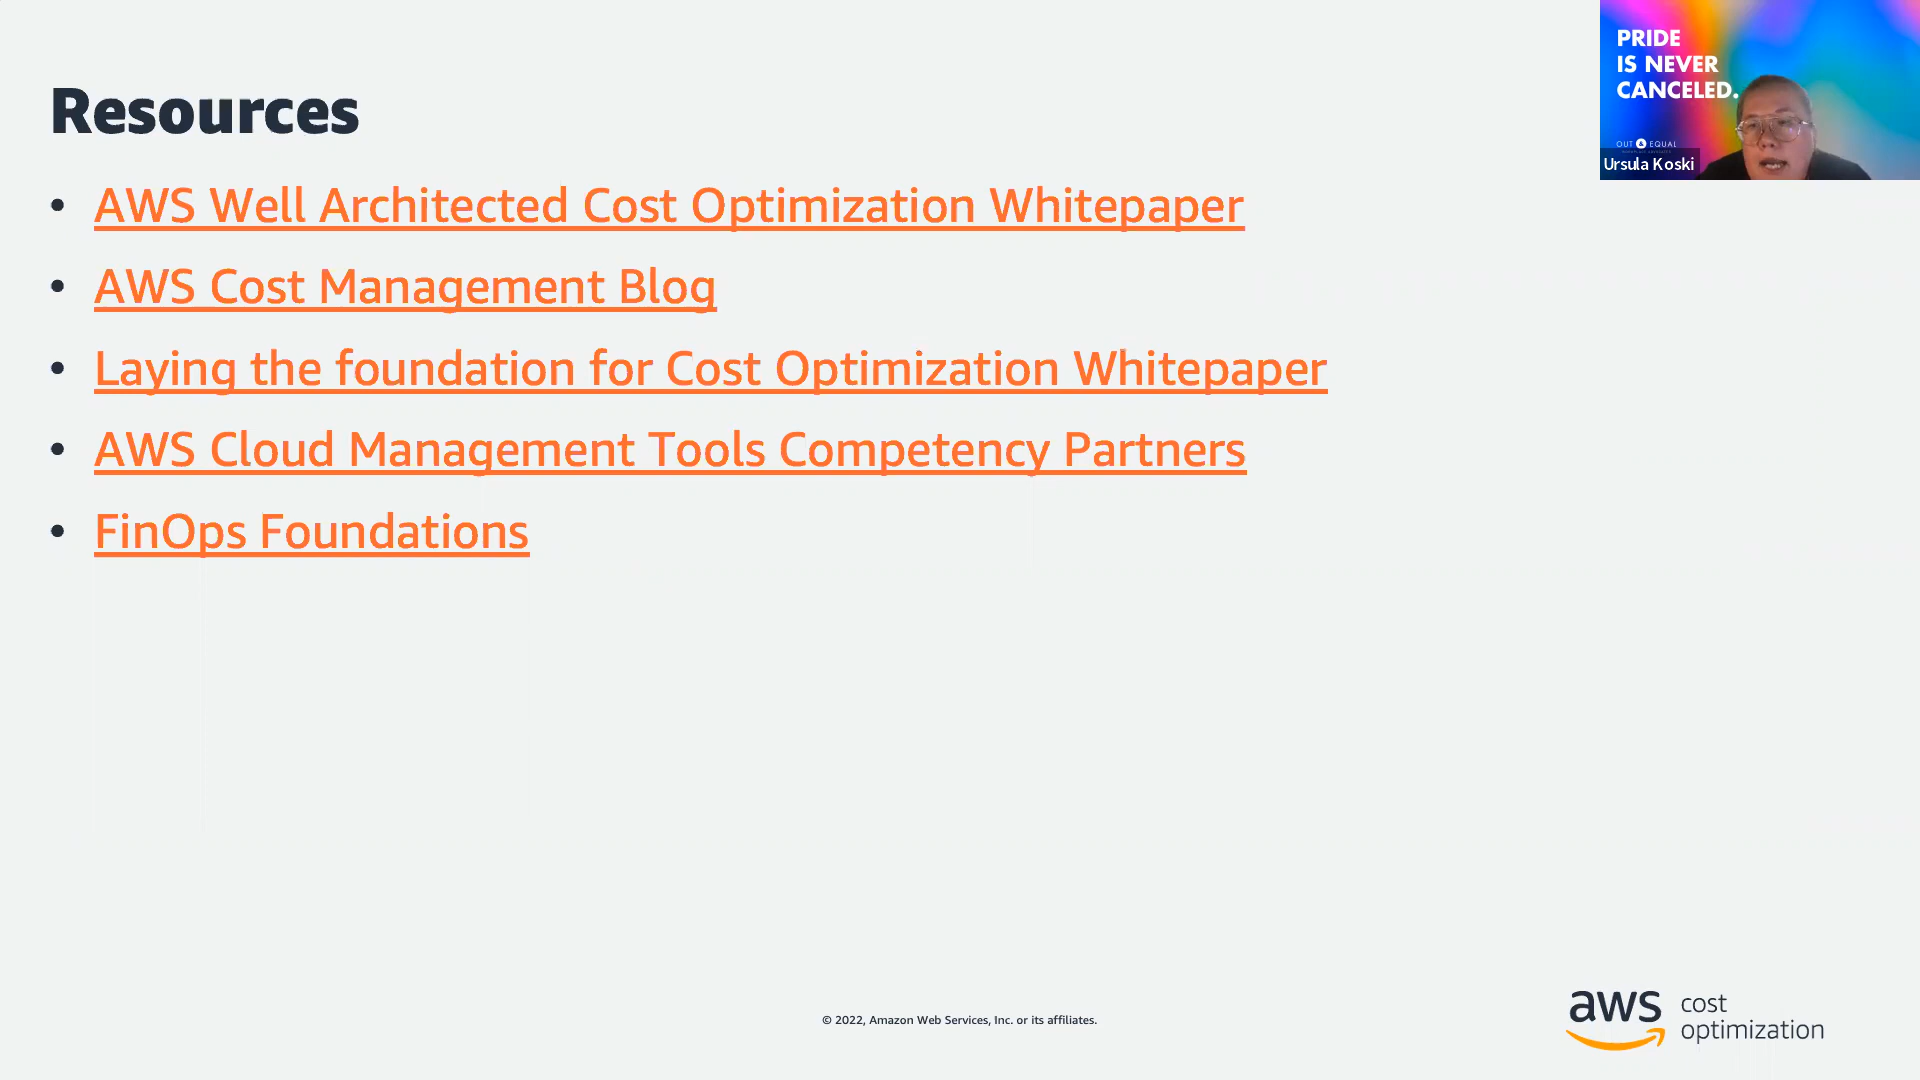 Resources
• AWS Well Architected Cost Optimization Whitepaper
• AWS Cost Management Blog
• Laying the foundation for Cost Optimization Whitepaper
• AWS Cloud Management Tools Competency Partners
• FinOps Foundations
PRIDE
IS NEVER
CANCELED.
OUT & EQUAL
Ursula Koski
© 2022, Amazon Web Services, Inc. or its affiliates.
aws cost
optimization